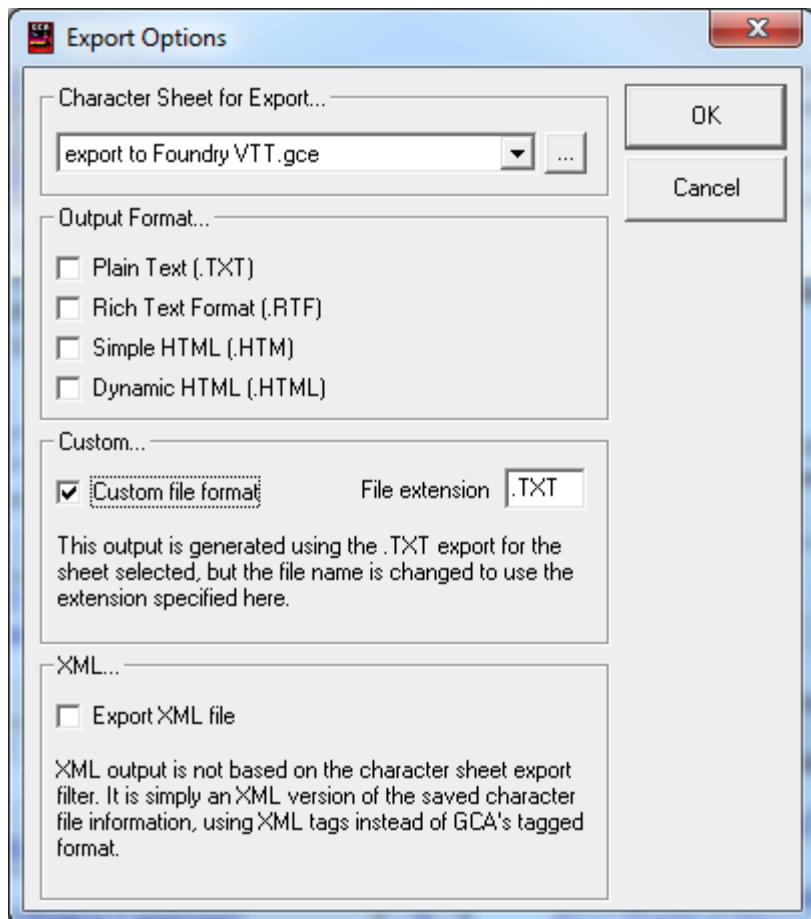 Export Options
Character Sheet for Export...
export to Foundry VTT.gce
...
OK
Cancel
Output Format...
Plain Text (.TXT)
Rich Text Format (.RTF)
Simple HTML (.HTM)
Dynamic HTML (.HTML)
Custom...
Custom file format File extension .TXT
This output is generated using the .TXT export for the
sheet selected, but the file name is changed to use the
extension specified here.
XML...
Export XML file
XML output is not based on the character sheet export
filter. It is simply an XML version of the saved character
file information, using XML tags instead of GCA's tagged
format.